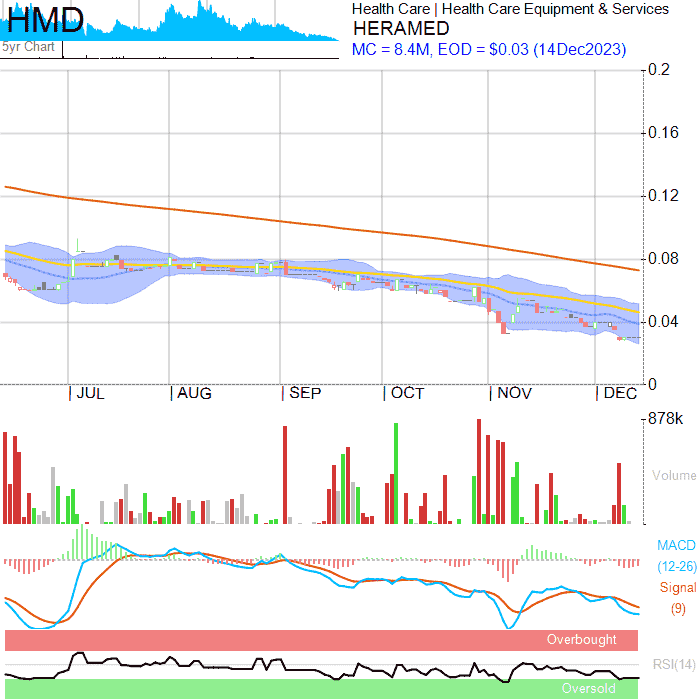 HMD
5yr Chart
Health Care | Health Care Equipment & Services
HERAMED
MC = 8.4M, EOD = $0.03 (14Dec2023)
0.2
0.16
0.12
0.08
0.04
0
JUL AUG SEP OCT NOV DEC
878k
Volume
MACD
(12-26)
Signal
(9)
Overbought
RSI(14)
Oversold